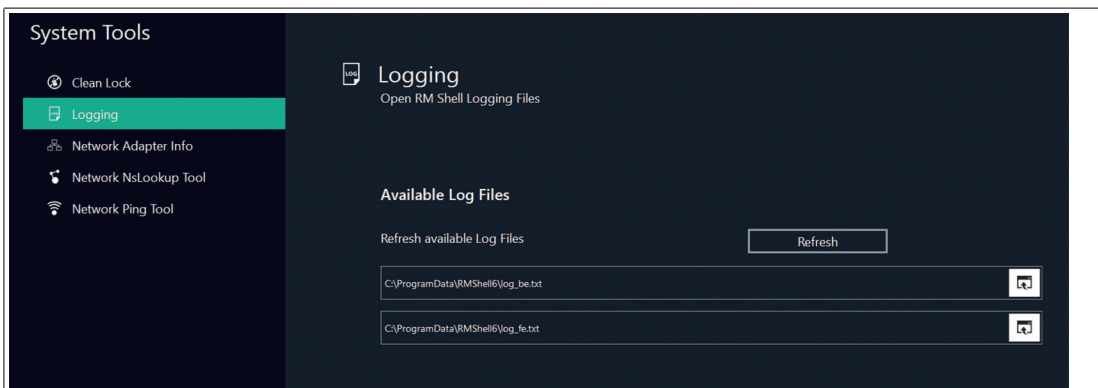 System Tools
Clean Lock
Logging
Network Adapter Info
Network NsLookup Tool
Network Ping Tool
LOG
Logging
Open RM Shell Logging Files
Available Log Files
Refresh available Log Files
Refresh
C:\ProgramData\RMShell6\log_be.txt
C:\ProgramData\RMShell6\log_fe.txt